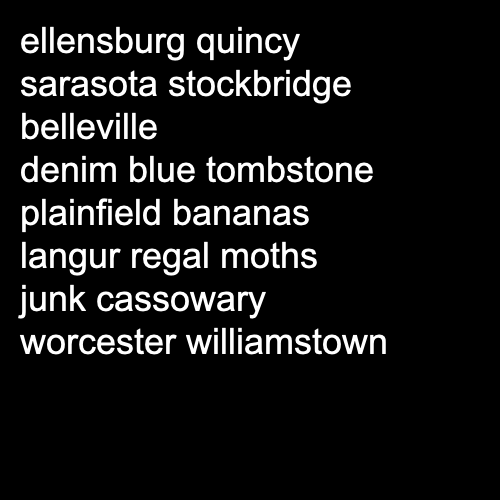 ellensburg quincy
sarasota stockbridge
belleville
denim blue tombstone
plainfield bananas
langur regal moths
junk cassowary
worcester williamstown